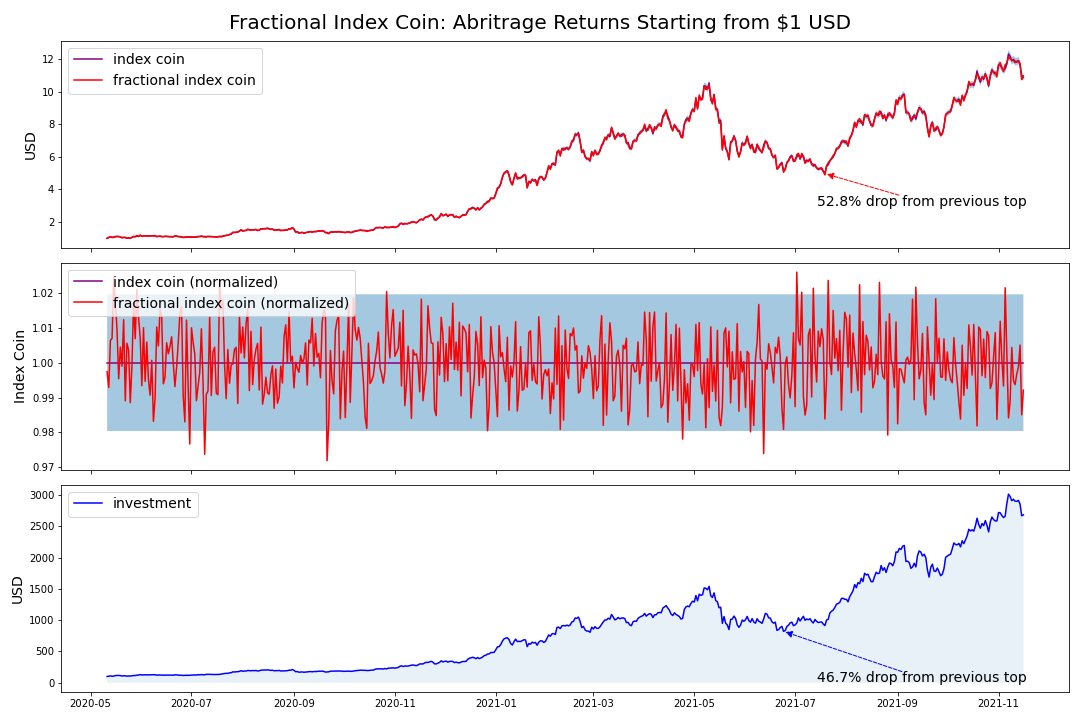 Fractional Index Coin: Abritrage Returns Starting from $1 USD
index coin
fractional index coin
12
10
8
6
4
2
USD
52.8% drop from previous top
index coin (normalized)
fractional index coin (normalized)
1.02
1.01
1.00
0.99
0.98
0.97
Index Coin
investment
3000
2500
2000
1500
1000
500
0
USD
46.7% drop from previous top
2020-05 2020-07 2020-09 2020-11 2021-01 2021-03 2021-05 2021-07 2021-09 2021-11